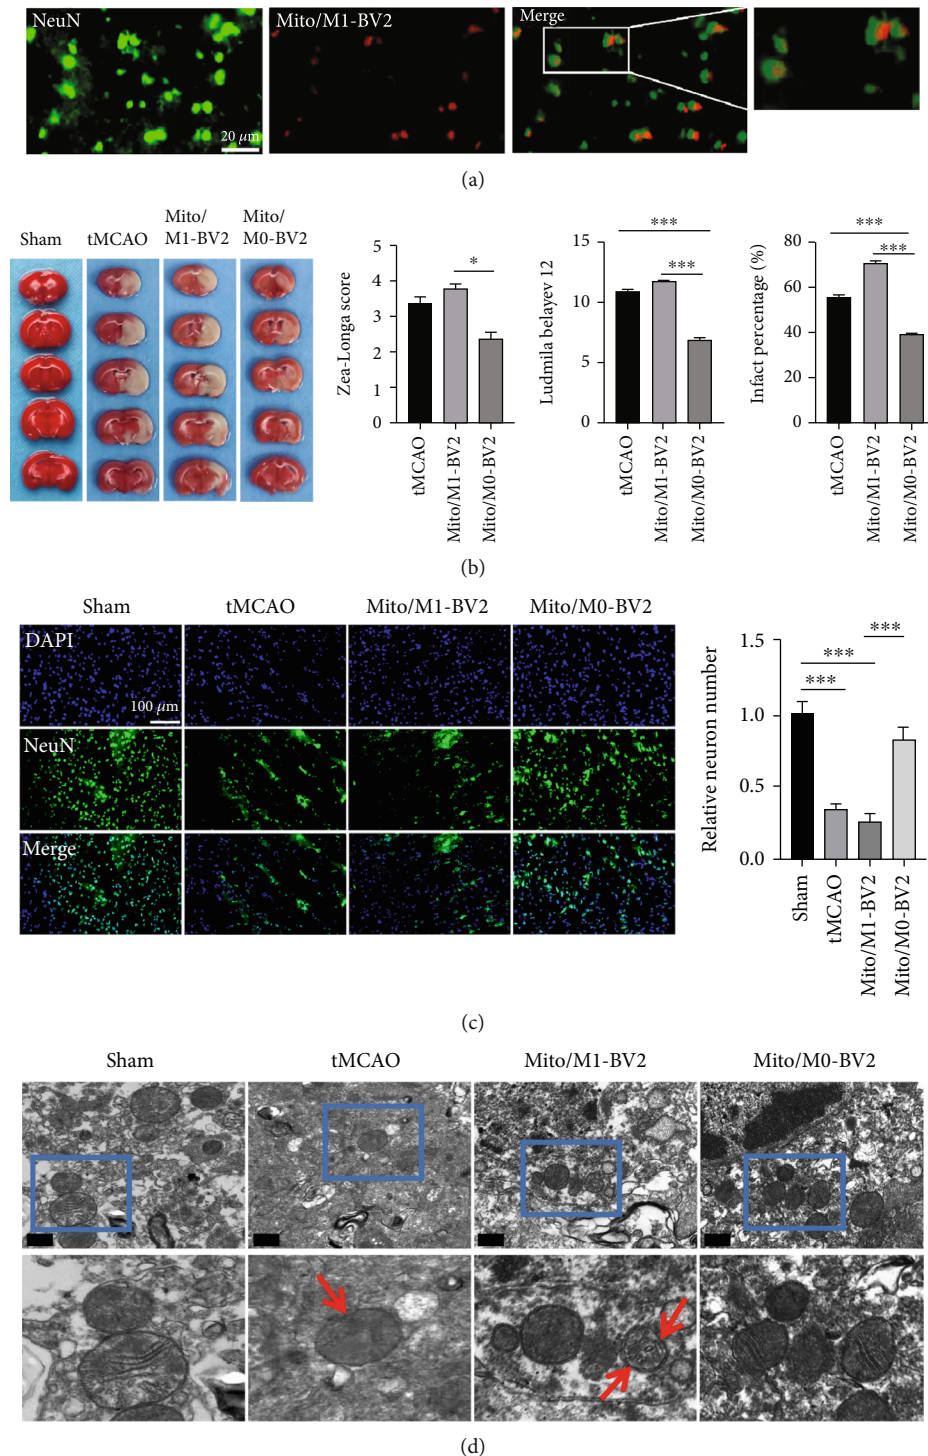 NeuN
Mito/M1-BV2
Merge
20 μm
(a)
Sham
tMCAO
Mito/
M1-BV2
Mito/
M0-BV2
Zea-Longa score
5
4
3
2
1
0
*
tMCAO
Mito/M1-BV2
Mito/M0-BV2
Ludmila belayev 12
15
10
5
0
***
***
tMCAO
Mito/M1-BV2
Mito/M0-BV2
Infact percentage (%)
80
60
40
20
0
***
***
tMCAO
Mito/M1-BV2
Mito/M0-BV2
(b)
Sham
tMCAO
Mito/M1-BV2
Mito/M0-BV2
DAPI
100 μm
NeuN
Merge
Relative neuron number
1.5
1.0
0.5
0.0
***
***
***
Sham
tMCAO
Mito/M1-BV2
Mito/M0-BV2
(c)
Sham
tMCAO
Mito/M1-BV2
Mito/M0-BV2
(d)